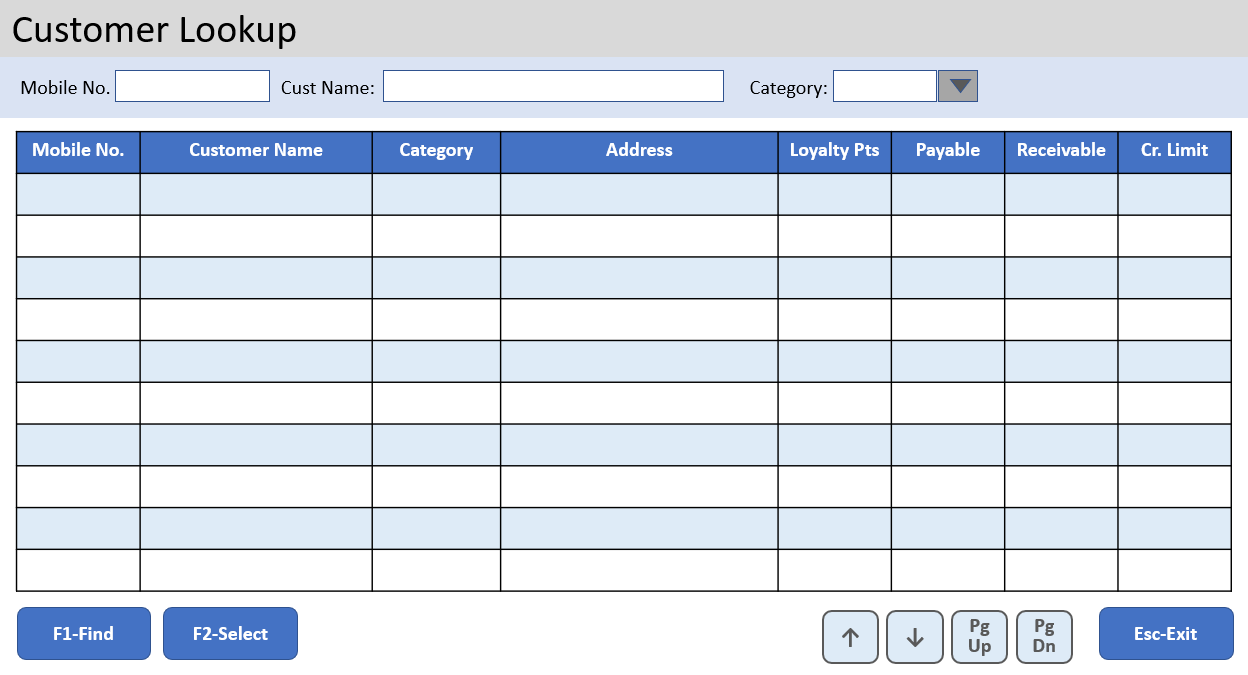 Customer Lookup
Mobile No. Cust Name: Category:
Mobile No. Customer Name Category Address Loyalty Pts Payable Receivable Cr. Limit
F1-Find F2-Select ↑ ↓ Pg Up Pg Dn Esc-Exit